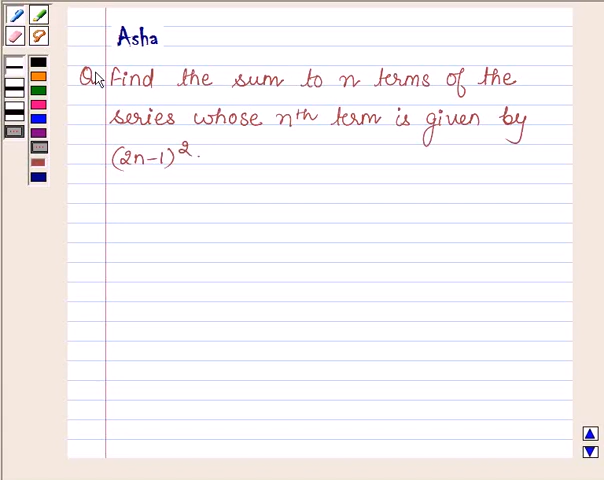 Asha
Q. Find the sum to n terms of the
series whose nth term is given by
(2n-1)².